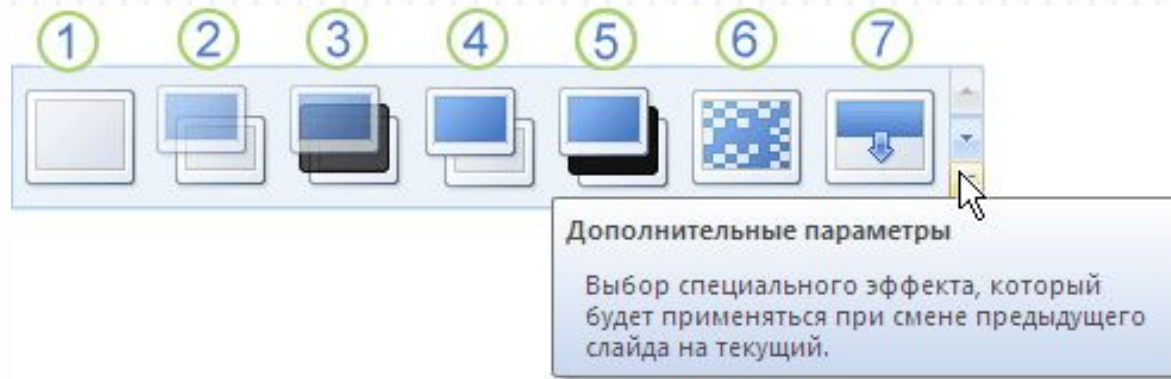 1 2 3 4 5 6 7
Дополнительные параметры
Выбор специального эффекта, который
будет применяться при смене предыдущего
слайда на текущий.